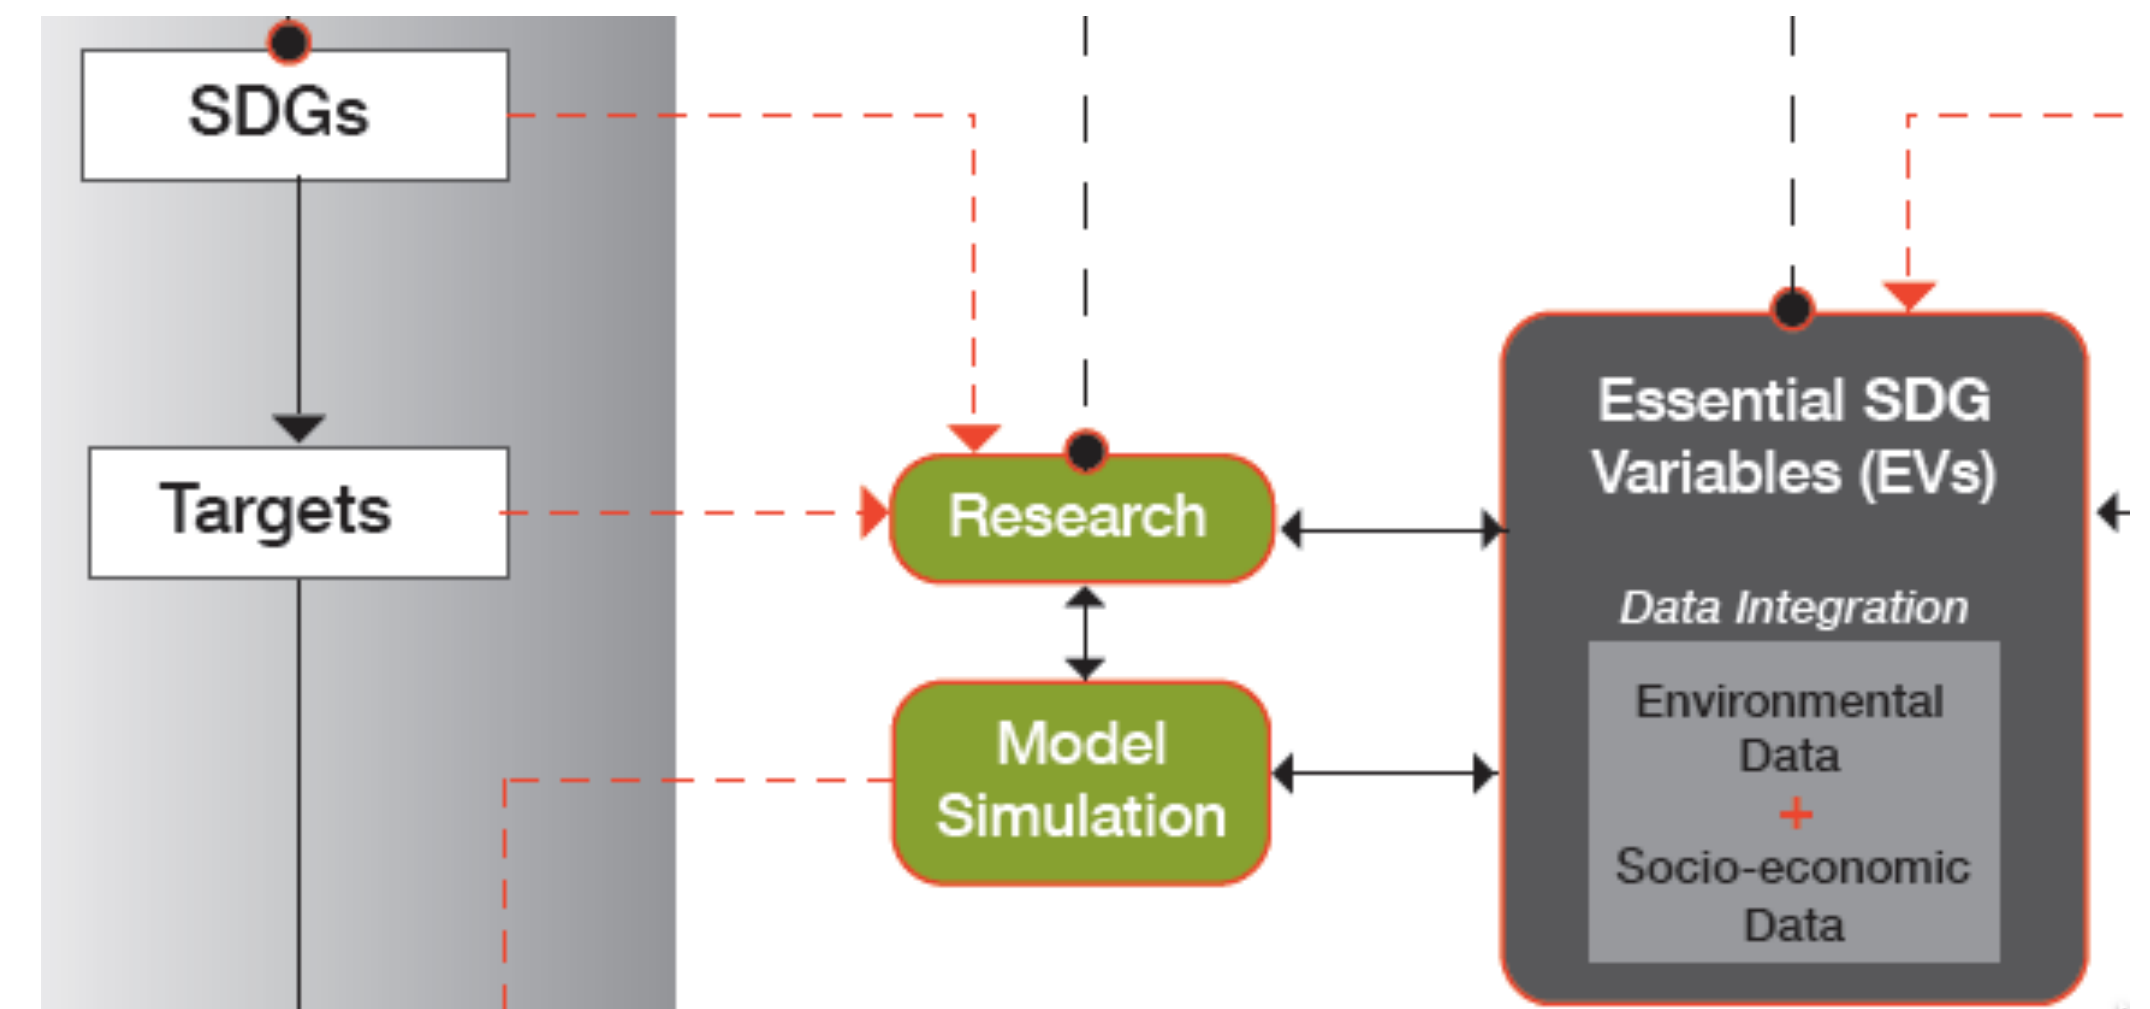 SDGs
Targets
Research
Model
Simulation
Essential SDG
Variables (EVs)
Data Integration
Environmental
Data
+
Socio-economic
Data